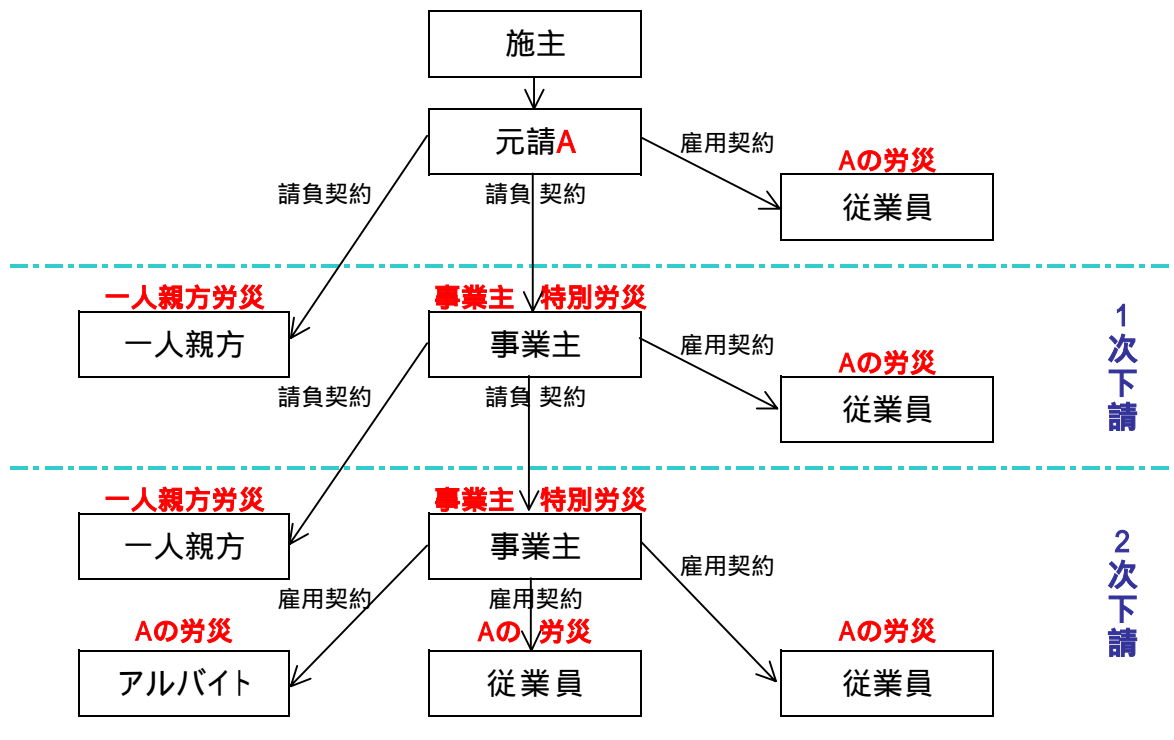 施主
元請A
雇用契約
Aの労災
請負契約
請負 契約
従業員
一人親方労災
事業主 特別労災
一人親方
事業主
雇用契約
Aの労災
請負契約
請負 契約
従業員
1次下請
一人親方労災
事業主 特別労災
一人親方
事業主
雇用契約
雇用契約
雇用契約
Aの労災
Aの 労災
Aの労災
アルバイト
従業員
従業員
2次下請